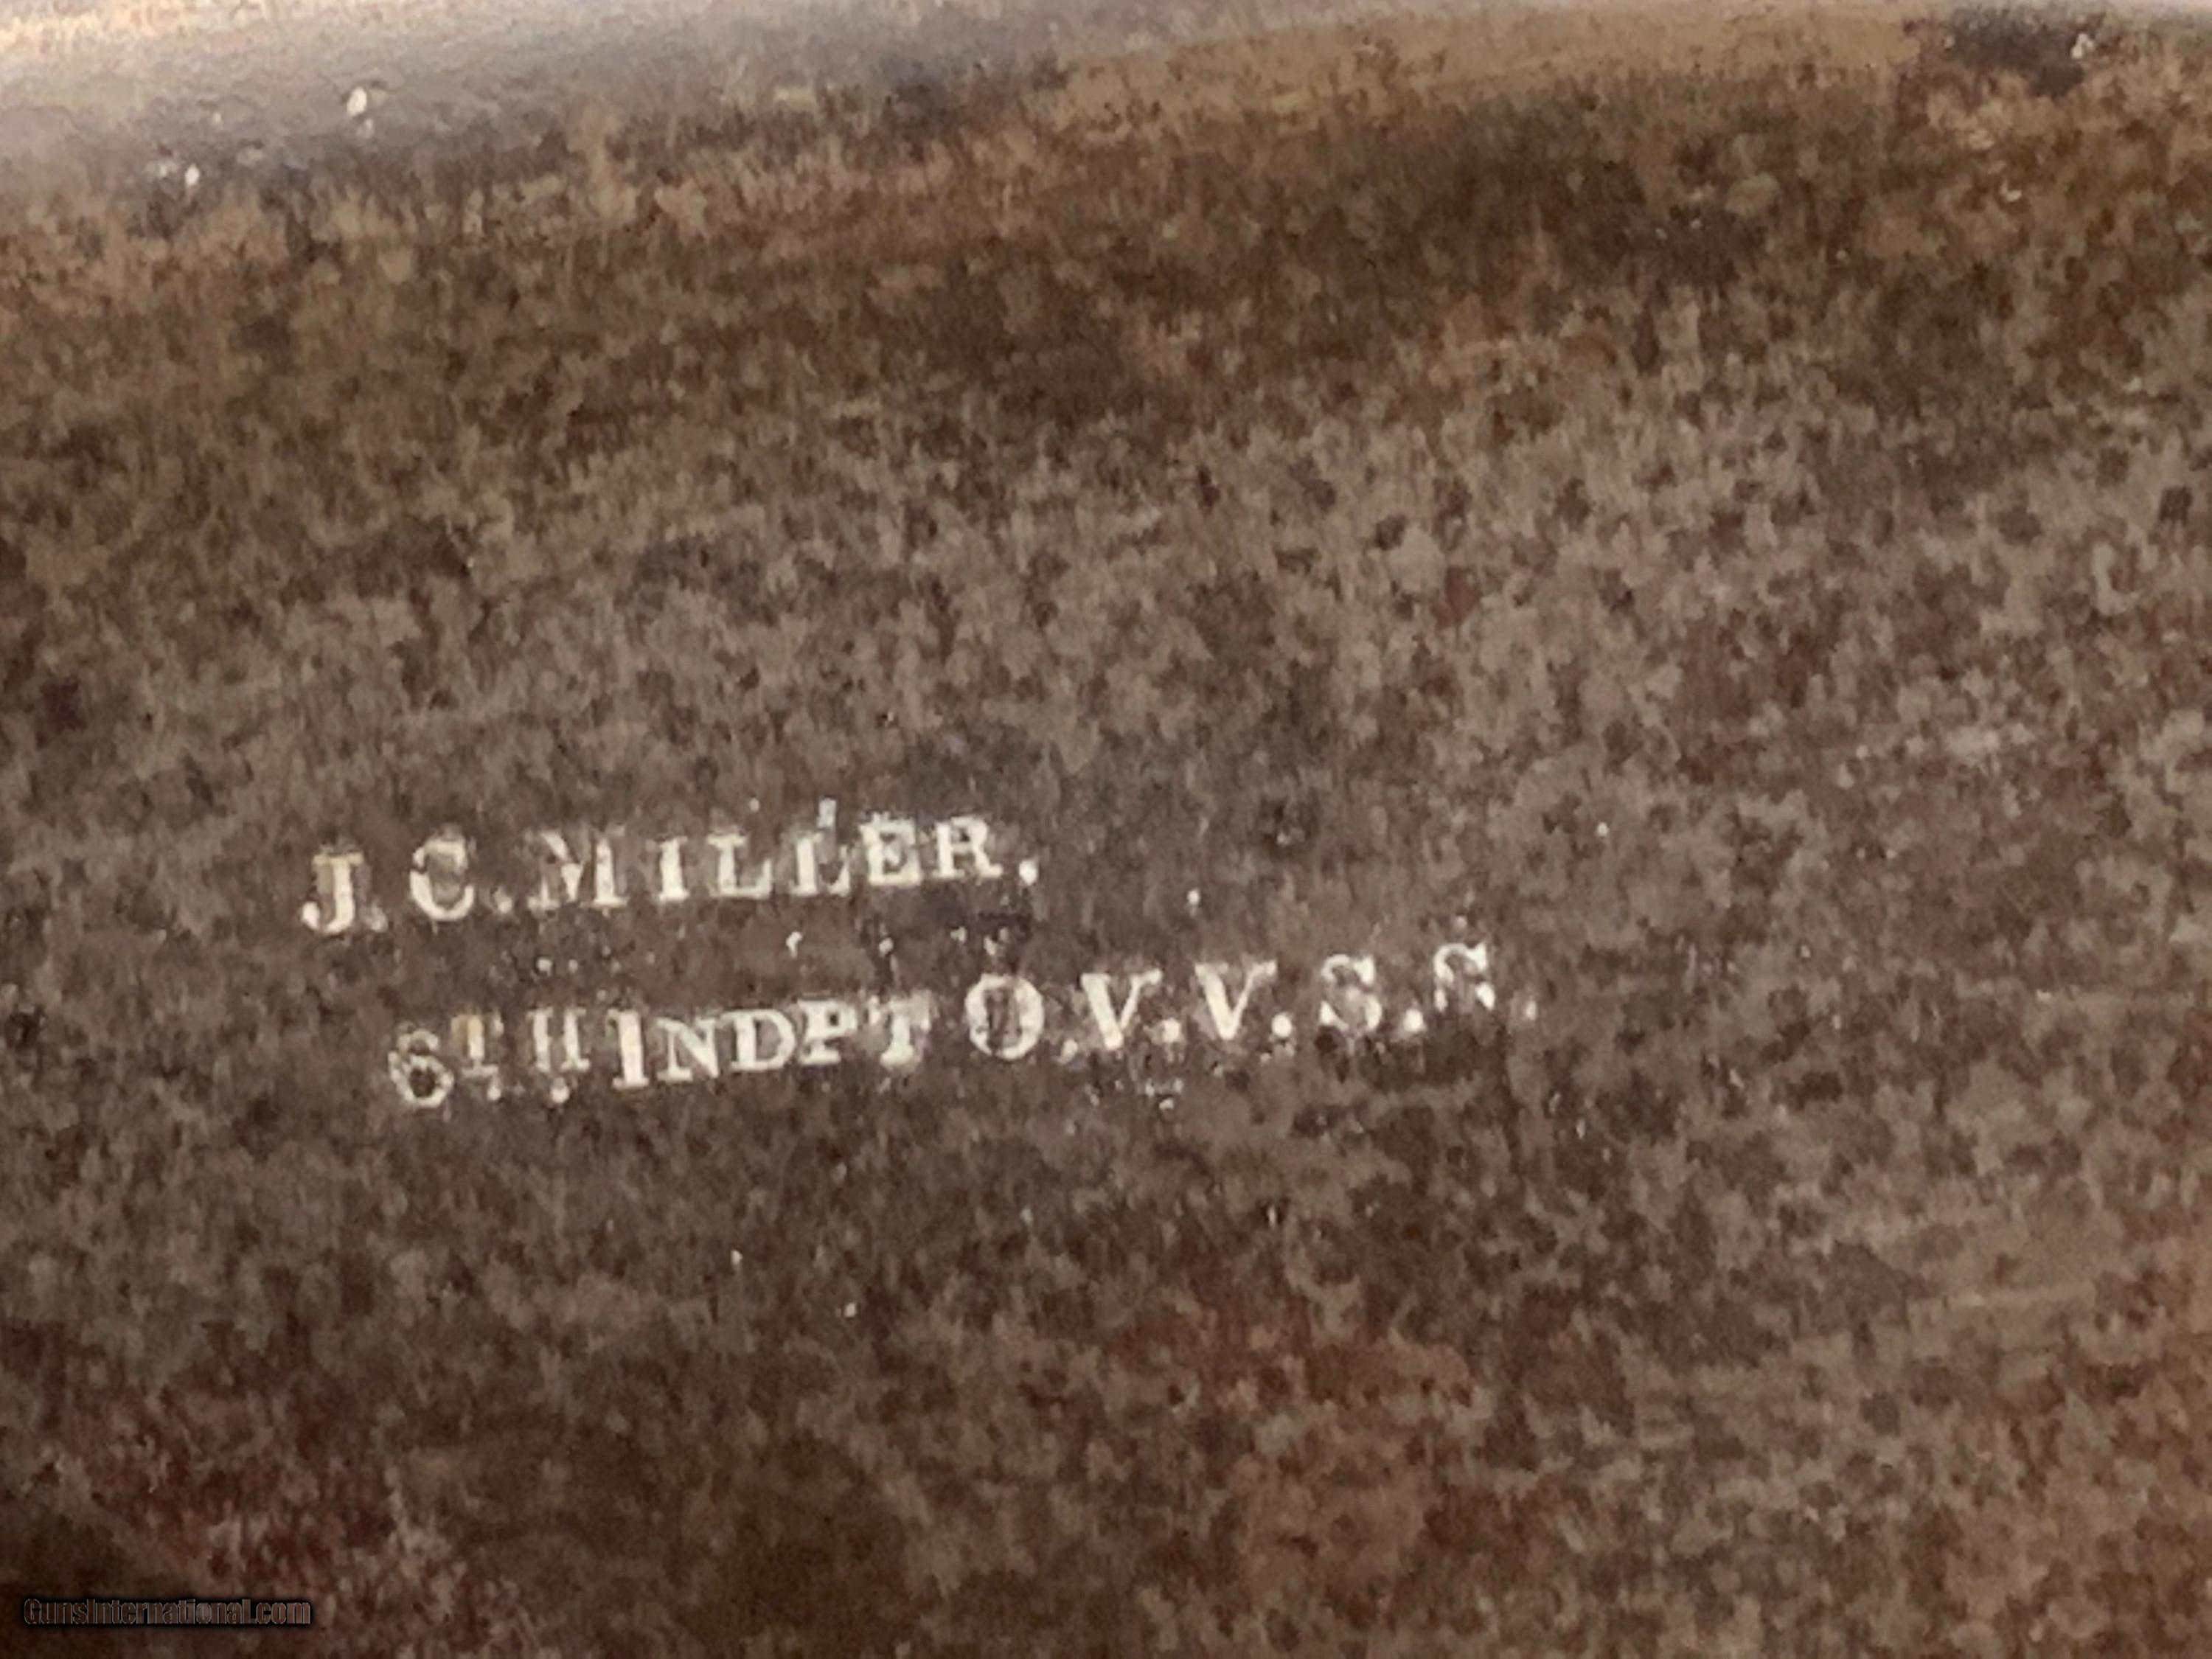 J.C. MILLER.
6TH INDPT O.V.V.S.S.
GunsInternational.com